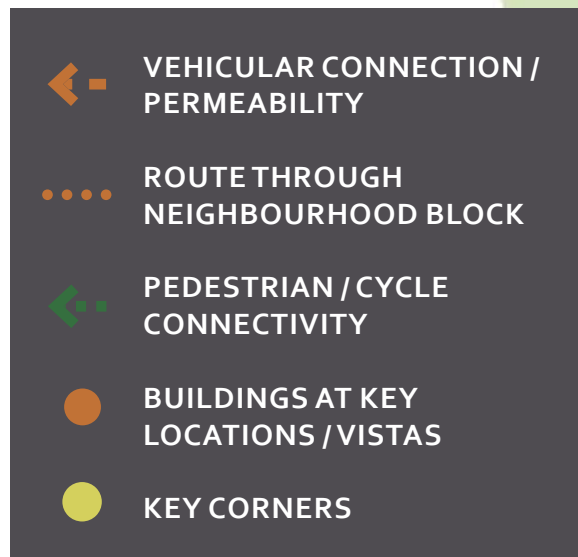 VEHICULAR CONNECTION /
PERMEABILITY
ROUTE THROUGH
NEIGHBOURHOOD BLOCK
PEDESTRIAN / CYCLE
CONNECTIVITY
BUILDINGS AT KEY
LOCATIONS / VISTAS
KEY CORNERS